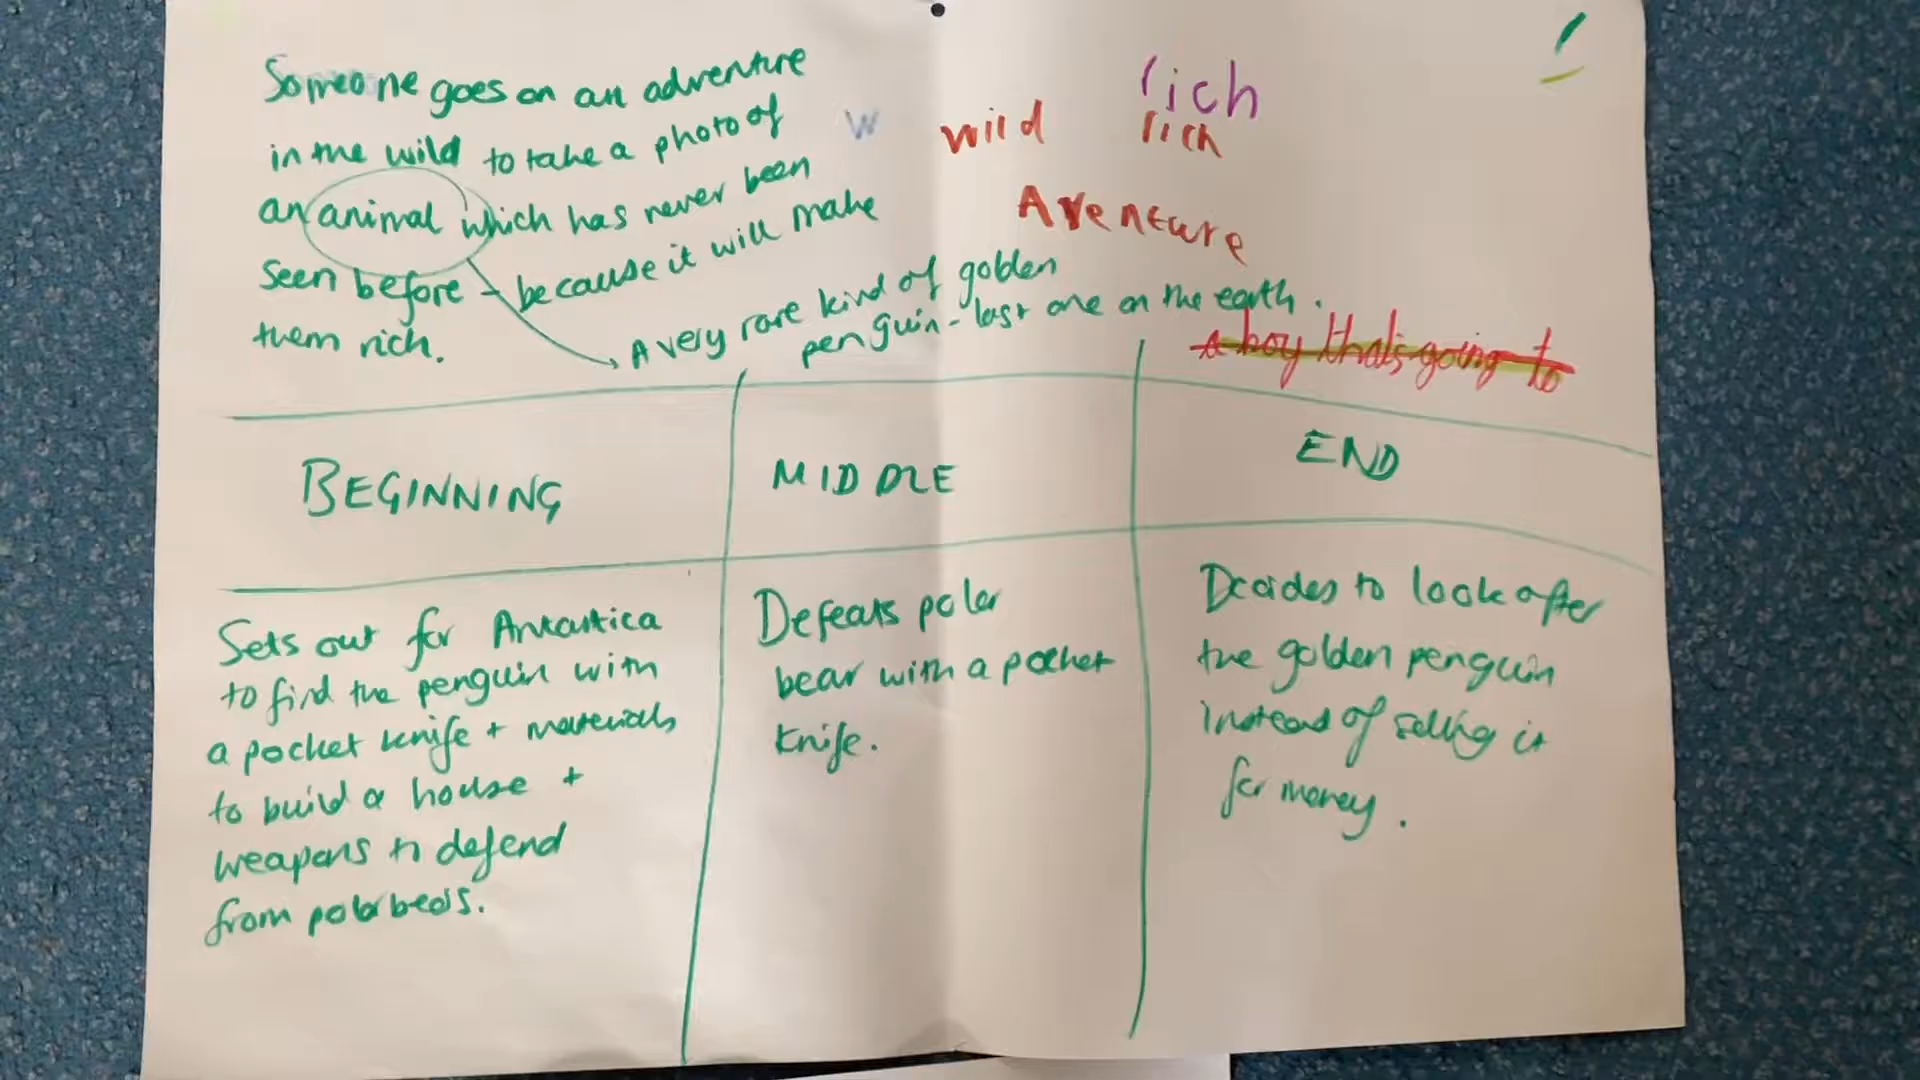 Someone goes on an adventure
in the wild to take a photo of
an animal which has never been
seen before - because it will make
them rich.
W
wild
rich
rich
Aventure
A very rare kind of golden
penguin - last one on the earth.
a boy that's going to
BEGINNING
MIDDLE
END
Sets out for Antartica
to find the penguin with
a pocket knife + materials
to build a house +
weapons to defend
from polar bears.
Defeats polar
bear with a pocket
knife.
Decides to look after
the golden penguin
instead of selling it
for money.